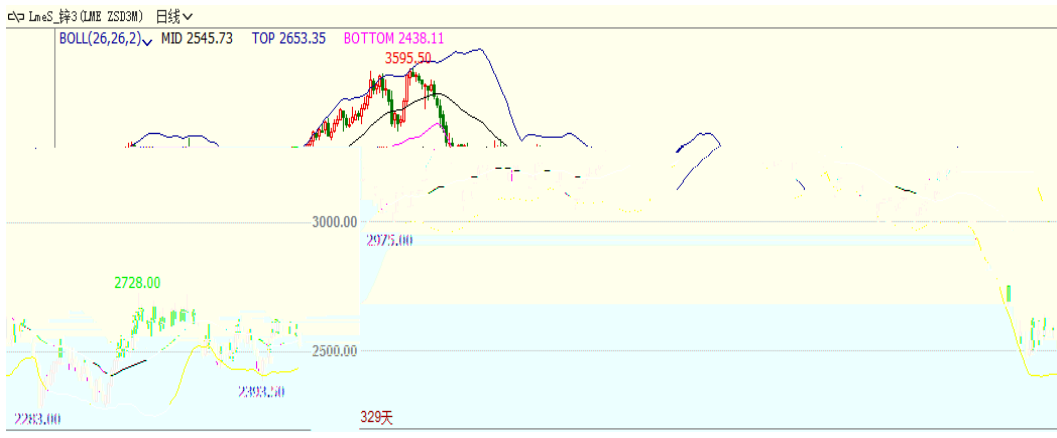 LmeS_锌3(LME ZSD3M) 日线
BOLL(26,26,2) MID 2545.73 TOP 2653.35 BOTTOM 2438.11
3595.50
3000.00
2975.00
2728.00
2500.00
2393.50
2283.00
329天